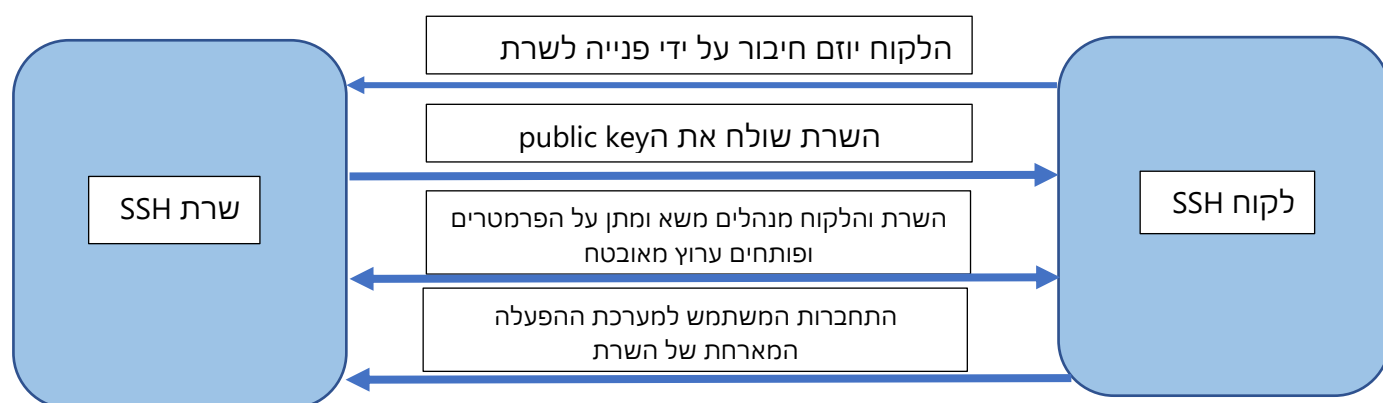 הלקוח יוזם חיבור על ידי פנייה לשרת
השרת שולח את הpublic key
לקוח SSH
שרת SSH
השרת והלקוח מנהלים משא ומתן על הפרמטרים
ופותחים ערוץ מאובטח
התחברות המשתמש למערכת ההפעלה
המארחת של השרת